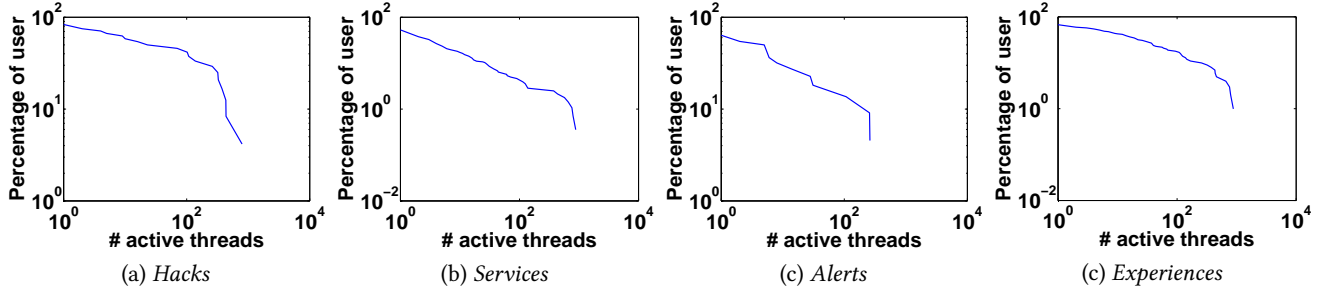 Percentage of user
10^2
10^1
10^0
10^0
10^2
10^4
# active threads
(a) Hacks
Percentage of user
10^2
10^0
10^-2
10^0
10^2
10^4
# active threads
(b) Services
Percentage of user
10^2
10^1
10^0
10^0
10^2
10^4
# active threads
(c) Alerts
Percentage of user
10^2
10^0
10^-2
10^0
10^2
10^4
# active threads
(c) Experiences